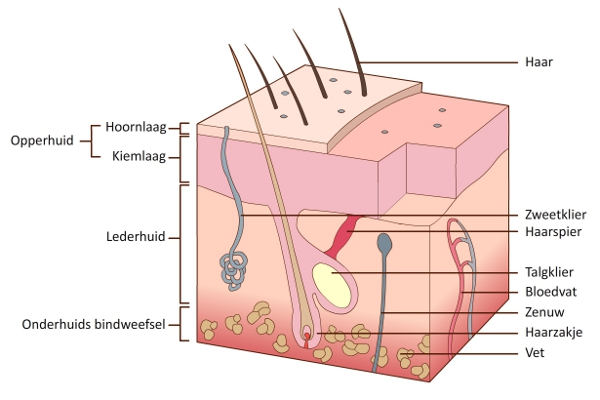 Haar
Hoornlaag
Opperhuid
Kiemlaag
Zweetklier
Haarspier
Lederhuid
Talgklier
Bloedvat
Zenuw
Onderhuids bindweefsel
Haarzakje
Vet